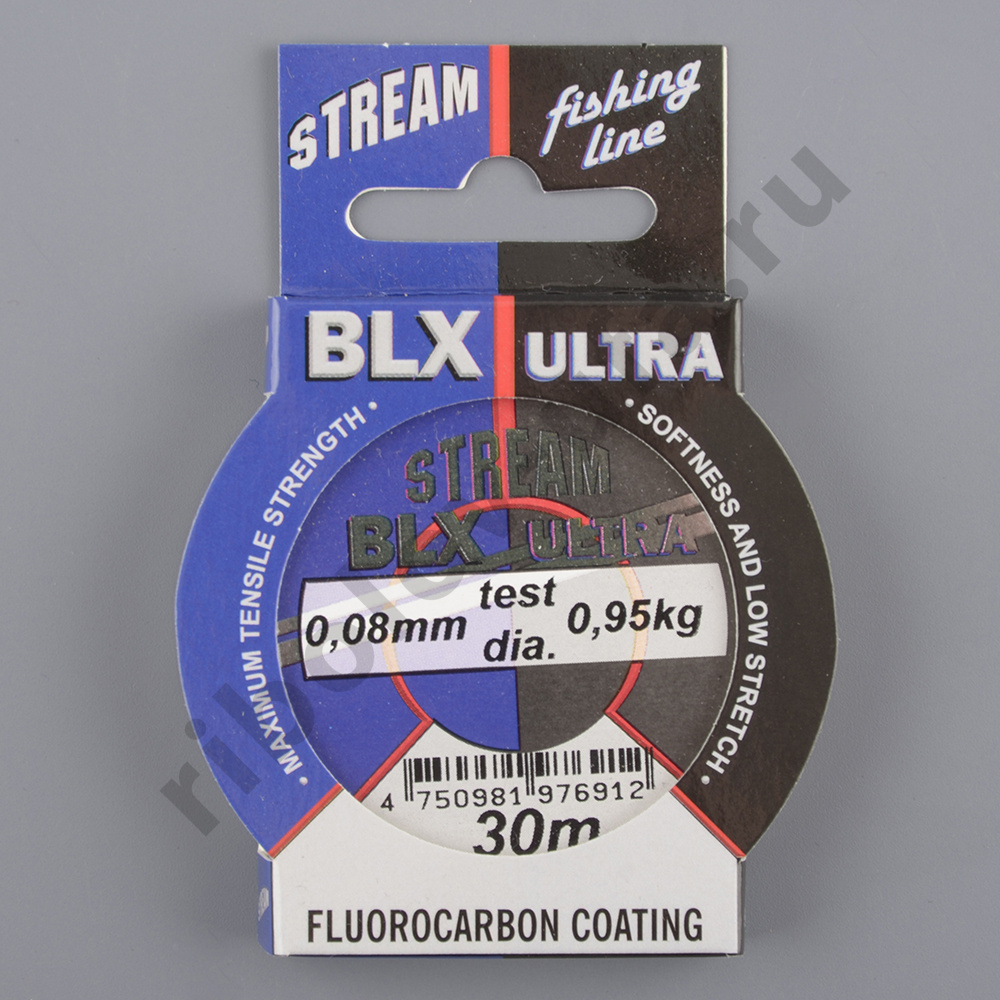 STREAM
fishing
line
BLX ULTRA
• MAXIMUM TENSILE STRENGTH •
• SOFTNESS AND LOW STRETCH •
STREAM
BLX ULTRA
0,08mm test dia. 0,95kg
4 750981 976912
30m
FLUOROCARBON COATING